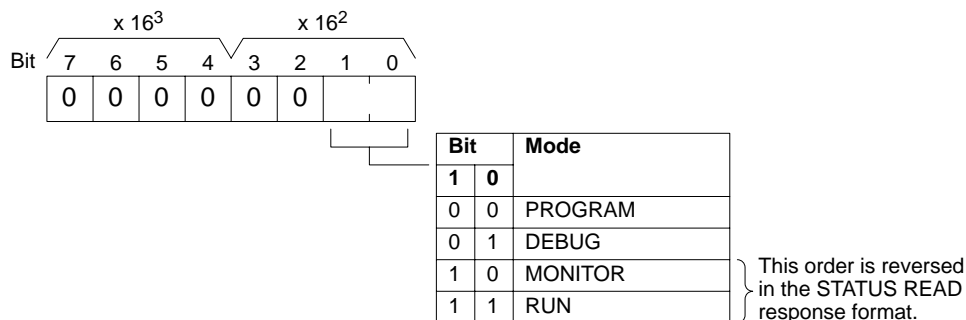 x 16³ x 16²
Bit 7 6 5 4 3 2 1 0
0 0 0 0 0 0
Bit Mode
1 0
0 0 PROGRAM
0 1 DEBUG
1 0 MONITOR
1 1 RUN
This order is reversed
in the STATUS READ
response format.